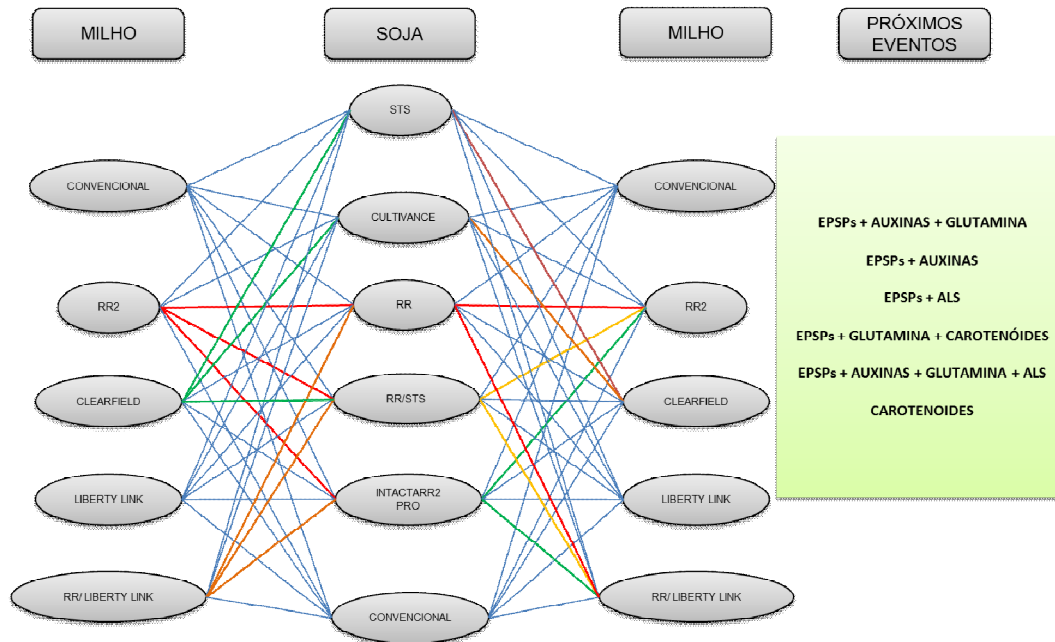 MILHO
SOJA
MILHO
PRÓXIMOS
EVENTOS
CONVENCIONAL
RR2
CLEARFIELD
LIBERTY LINK
RR/ LIBERTY LINK
STS
CULTIVANCE
RR
RR/STS
INTACTARR2
PRO
CONVENCIONAL
CONVENCIONAL
RR2
CLEARFIELD
LIBERTY LINK
RR/ LIBERTY LINK
EPSPs + AUXINAS + GLUTAMINA
EPSPs + AUXINAS
EPSPs + ALS
EPSPs + GLUTAMINA + CAROTENÓIDES
EPSPs + AUXINAS + GLUTAMINA + ALS
CAROTENOIDES